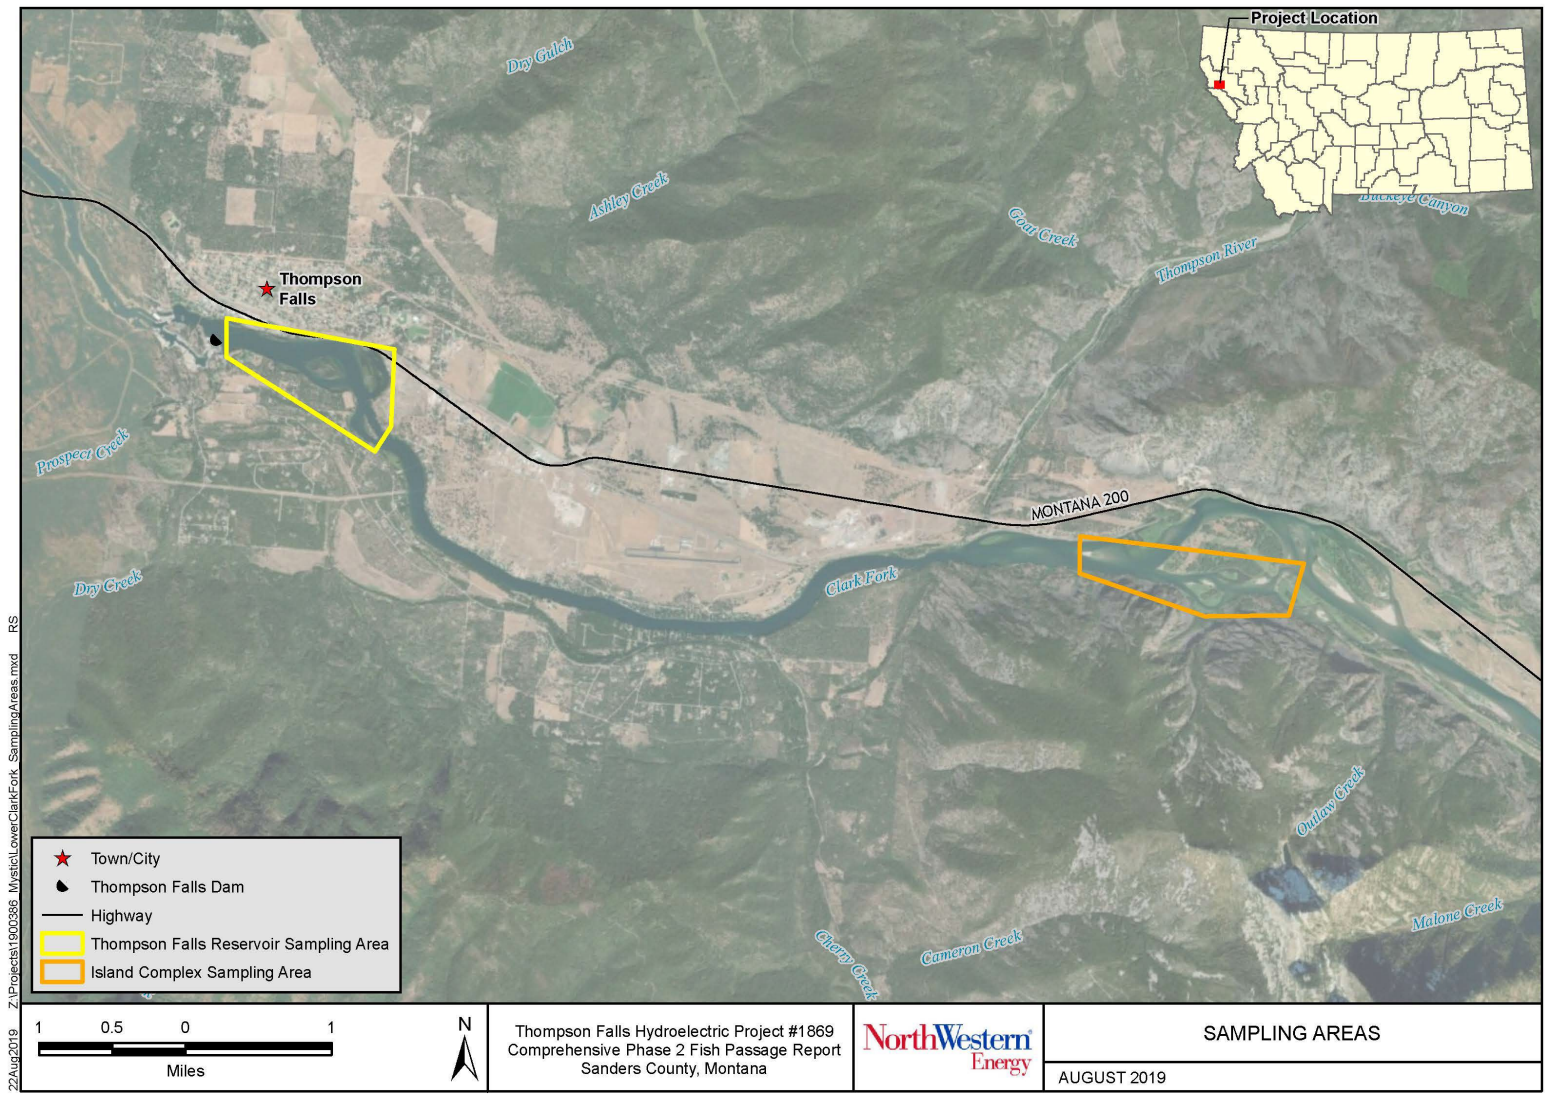 Project Location
Dry Gulch
Ashley Creek
Goat Creek
Buckeye Canyon
Thompson River
Thompson
Falls
Prospect Creek
MONTANA 200
Clark Fork
Dry Creek
Outlaw Creek
Malone Creek
Cherry Creek
Cameron Creek
Town/City
Thompson Falls Dam
Highway
Thompson Falls Reservoir Sampling Area
Island Complex Sampling Area
1 0.5 0 1
Miles
N
Thompson Falls Hydroelectric Project #1869
Comprehensive Phase 2 Fish Passage Report
Sanders County, Montana
NorthWestern®
Energy
SAMPLING AREAS
AUGUST 2019
22Aug2019 Z:\Projects\1900386_Mystic\LowerClarkFork_SamplingAreas.mxd RS